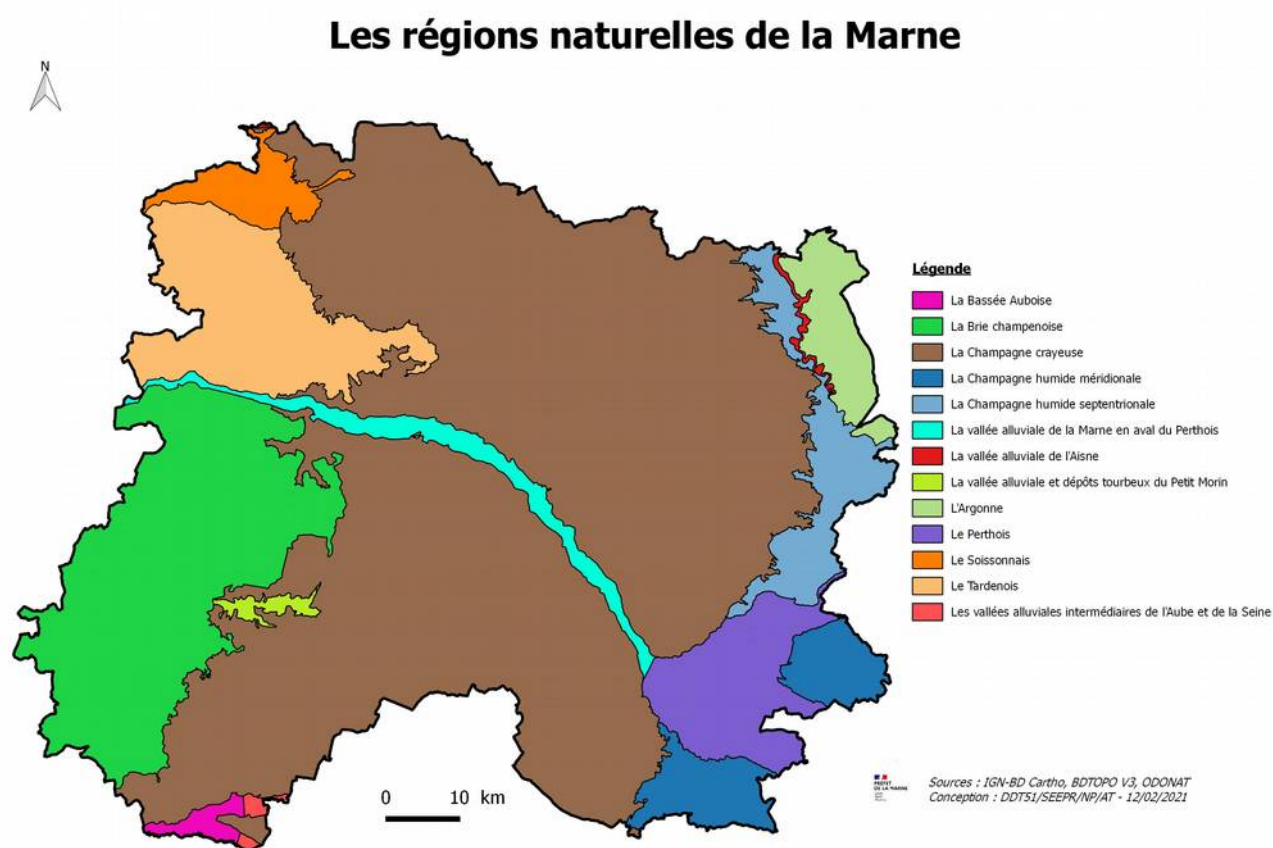 Les régions naturelles de la Marne
N
Légende
La Bassée Auboise
La Brie champenoise
La Champagne crayeuse
La Champagne humide méridionale
La Champagne humide septentrionale
La vallée alluviale de la Marne en aval du Perthois
La vallée alluviale de l'Aisne
La vallée alluviale et dépôts tourbeux du Petit Morin
L'Argonne
Le Perthois
Le Soissonnais
Le Tardenois
Les vallées alluviales intermédiaires de l'Aube et de la Seine
0 10 km
PRÉFET
DE LA MARNE
Sources : IGN-BD Cartho, BDTOPO V3, ODONAT
Conception : DDT51/SEEPR/NP/AT - 12/02/2021